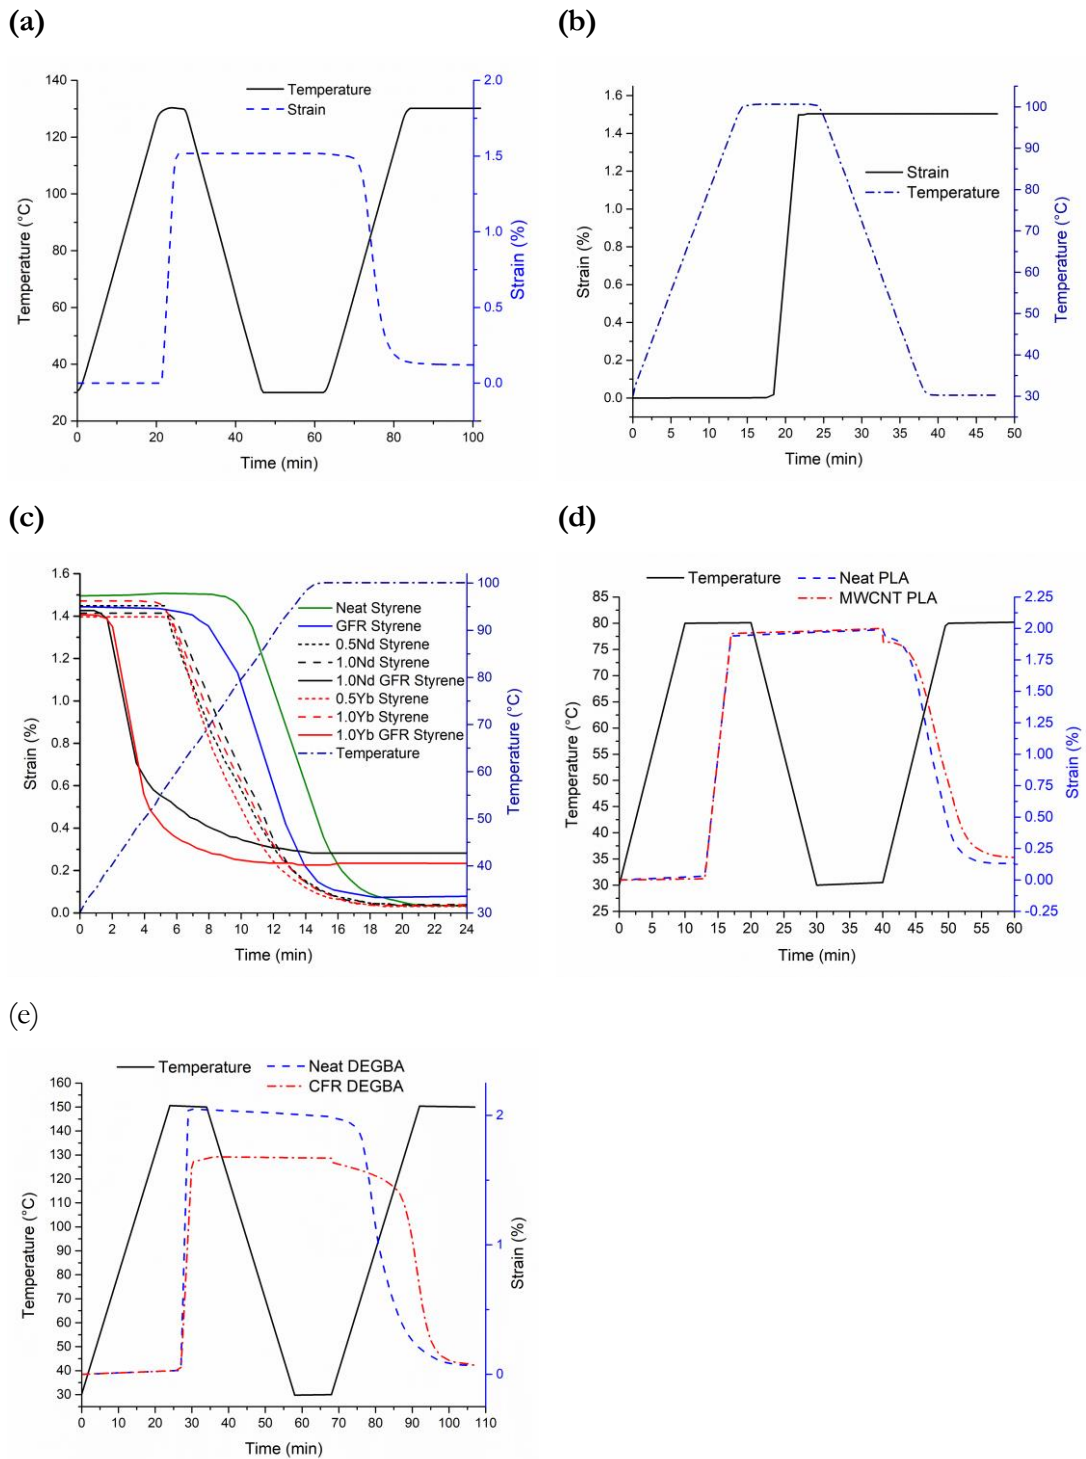 (a)
Temperature
Strain
Temperature (°C)
140
120
100
80
60
40
20
2.0
1.5
1.0
0.5
0.0
Strain (%)
0 20 40 60 80 100
Time (min)
(b)
Strain
Temperature
Strain (%)
1.6
1.4
1.2
1.0
0.8
0.6
0.4
0.2
0.0
100
90
80
70
60
50
40
30
Temperature (°C)
0 5 10 15 20 25 30 35 40 45 50
Time (min)
(c)
Neat Styrene
GFR Styrene
0.5Nd Styrene
1.0Nd Styrene
1.0Nd GFR Styrene
0.5Yb Styrene
1.0Yb Styrene
1.0Yb GFR Styrene
Temperature
Strain (%)
1.6
1.4
1.2
1.0
0.8
0.6
0.4
0.2
0.0
100
90
80
70
60
50
40
30
Temperature (°C)
0 2 4 6 8 10 12 14 16 18 20 22 24
Time (min)
(d)
Temperature
Neat PLA
MWCNT PLA
Temperature (°C)
85
80
75
70
65
60
55
50
45
40
35
30
25
2.25
2.00
1.75
1.50
1.25
1.00
0.75
0.50
0.25
0.00
-0.25
Strain (%)
0 5 10 15 20 25 30 35 40 45 50 55 60
Time (min)
(e)
Temperature
Neat DEGBA
CFR DEGBA
Temperature (°C)
160
150
140
130
120
110
100
90
80
70
60
50
40
30
2
1
0
Strain (%)
0 10 20 30 40 50 60 70 80 90 100 110
Time (min)